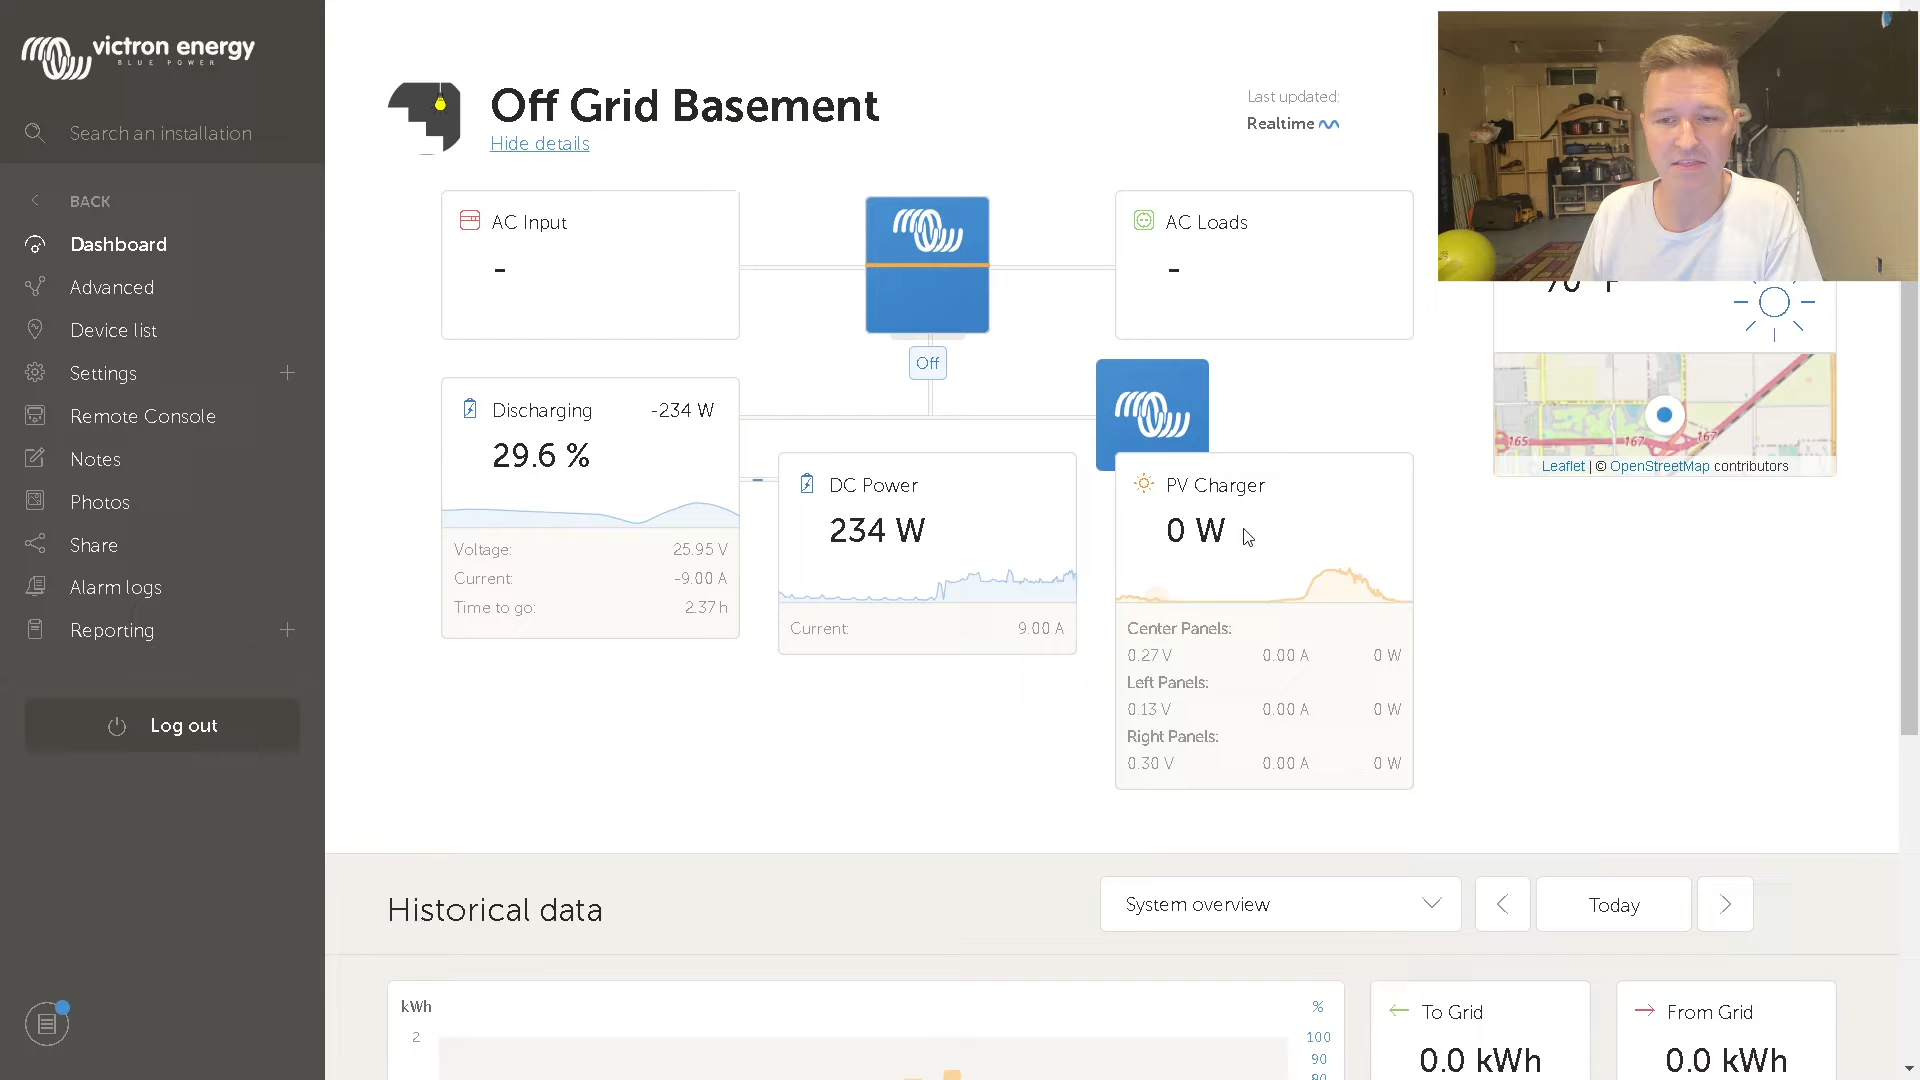 victron energy
BLUE POWER
Search an installation
BACK
Dashboard
Advanced
Device list
Settings
Remote Console
Notes
Photos
Share
Alarm logs
Reporting
Log out
Off Grid Basement
Hide details
Last updated:
Realtime
AC Input
-
AC Loads
-
Off
Discharging -234 W
29.6 %
Voltage: 25.95 V
Current: -9.00 A
Time to go: 2.37 h
DC Power
234 W
Current: 9.00 A
PV Charger
0 W
Center Panels:
0.27 V 0.00 A 0 W
Left Panels:
0.13 V 0.00 A 0 W
Right Panels:
0.30 V 0.00 A 0 W
165 167 167
Leaflet | © OpenStreetMap contributors
Historical data
System overview
Today
kWh %
2 100
90
80
To Grid
0.0 kWh
From Grid
0.0 kWh